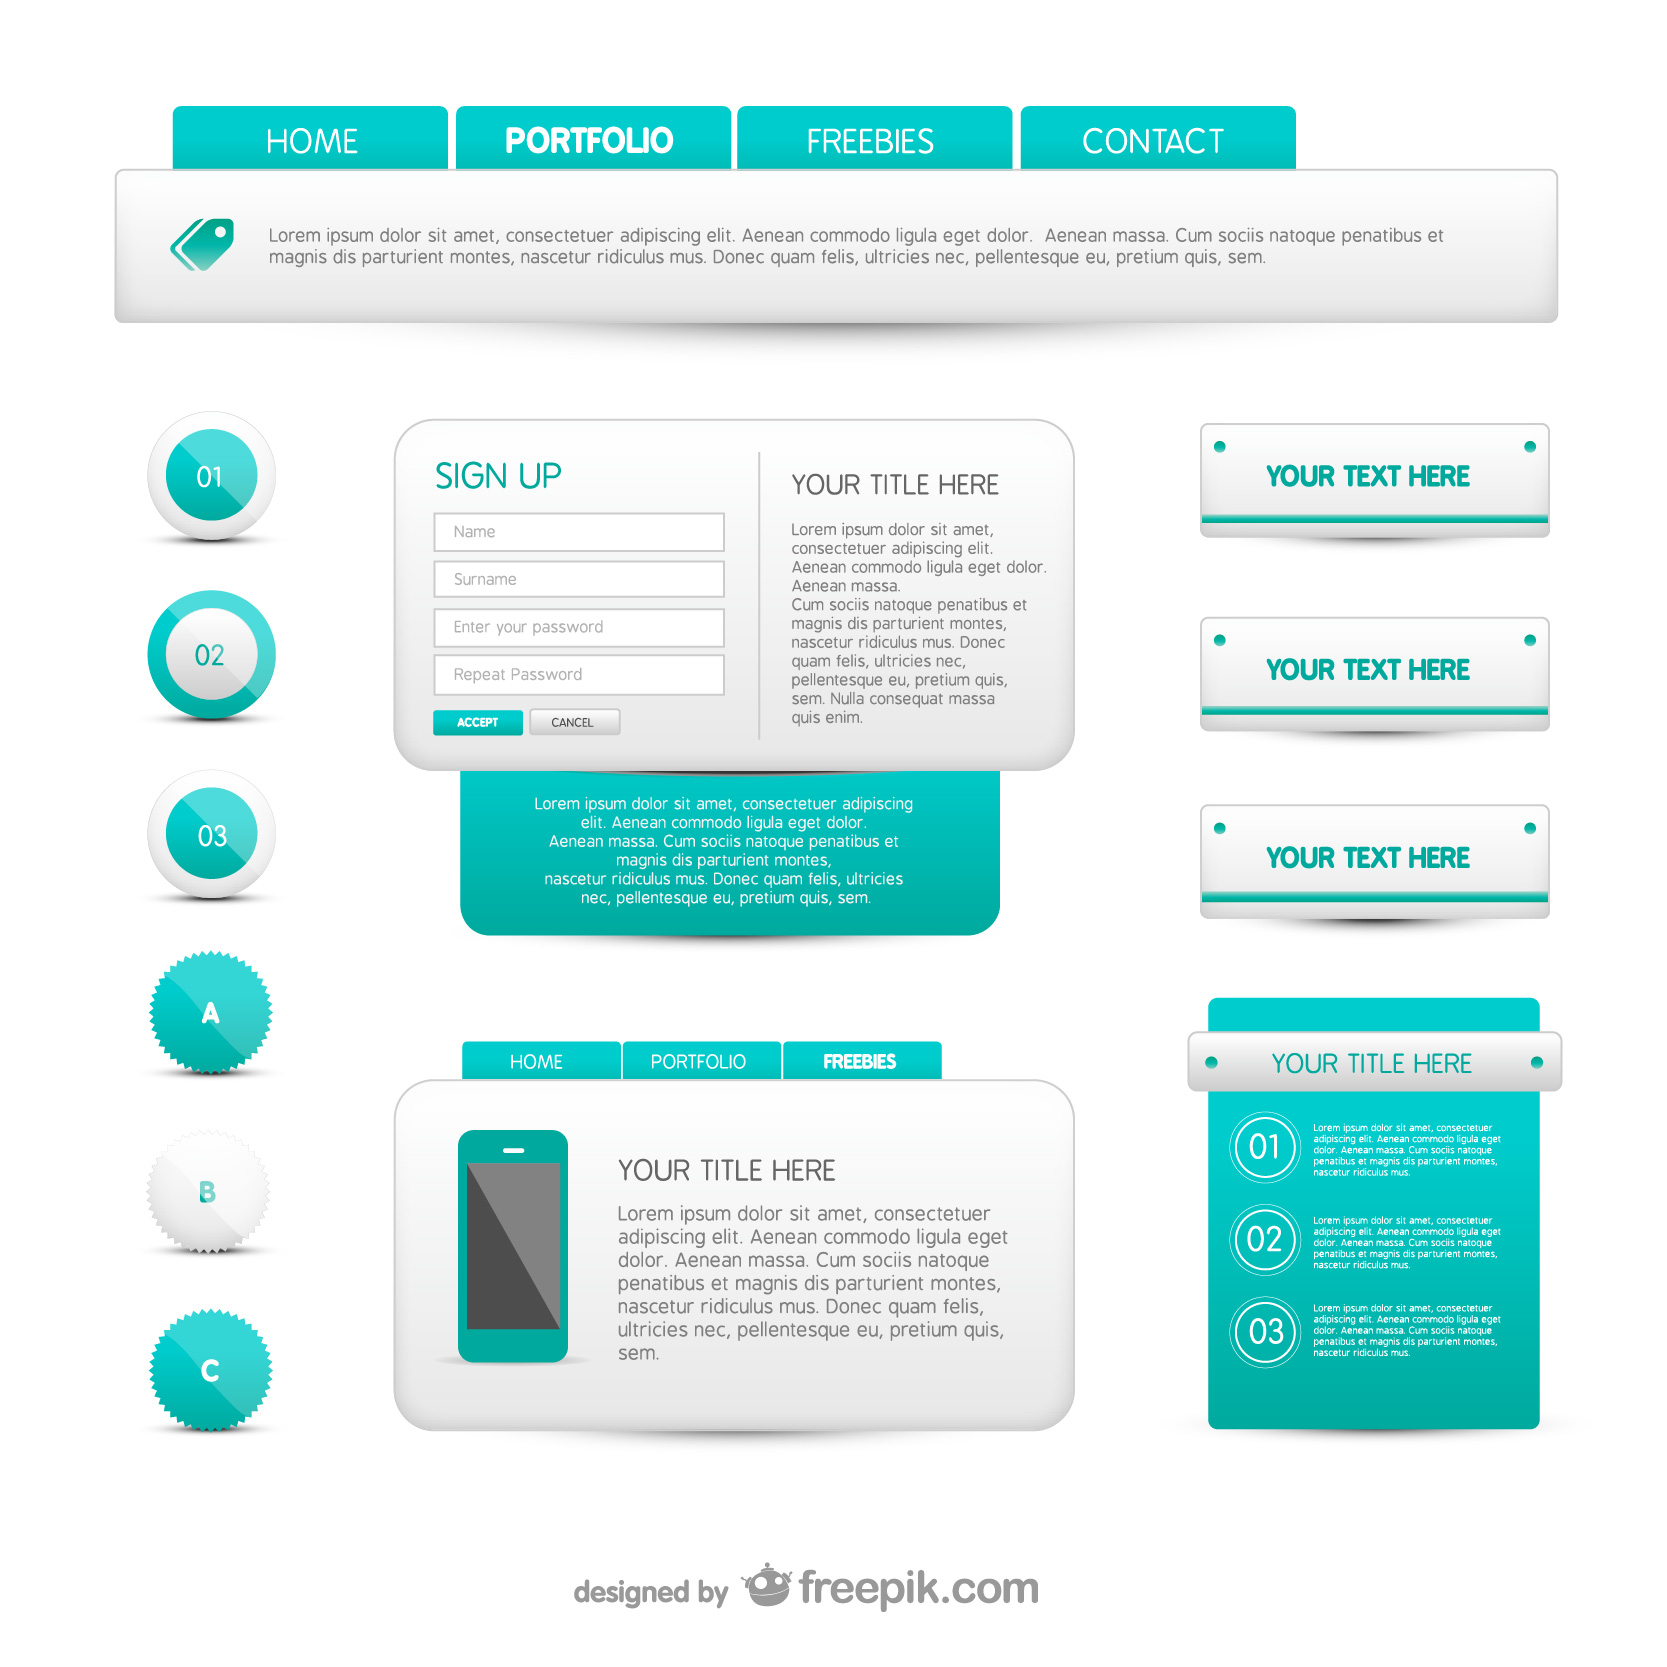 HOME PORTFOLIO FREEBIES CONTACT
Lorem ipsum dolor sit amet, consectetuer adipiscing elit. Aenean commodo ligula eget dolor.  Aenean massa. Cum sociis natoque penatibus et
magnis dis parturient montes, nascetur ridiculus mus. Donec quam felis, ultricies nec, pellentesque eu, pretium quis, sem.
01
02
03
A
B
C
SIGN UP
Name
Surname
Enter your password
Repeat Password
ACCEPT CANCEL
YOUR TITLE HERE
Lorem ipsum dolor sit amet,
consectetuer adipiscing elit.
Aenean commodo ligula eget dolor.
Aenean massa.
Cum sociis natoque penatibus et
magnis dis parturient montes,
nascetur ridiculus mus. Donec
quam felis, ultricies nec,
pellentesque eu, pretium quis,
sem. Nulla consequat massa
quis enim.
Lorem ipsum dolor sit amet, consectetuer adipiscing
elit. Aenean commodo ligula eget dolor.
Aenean massa. Cum sociis natoque penatibus et
magnis dis parturient montes,
nascetur ridiculus mus. Donec quam felis, ultricies
nec, pellentesque eu, pretium quis, sem.
HOME PORTFOLIO FREEBIES
YOUR TITLE HERE
Lorem ipsum dolor sit amet, consectetuer
adipiscing elit. Aenean commodo ligula eget
dolor. Aenean massa. Cum sociis natoque
penatibus et magnis dis parturient montes,
nascetur ridiculus mus. Donec quam felis,
ultricies nec, pellentesque eu, pretium quis,
sem.
YOUR TEXT HERE
YOUR TEXT HERE
YOUR TEXT HERE
YOUR TITLE HERE
01
Lorem ipsum dolor sit amet, consectetuer
adipiscing elit. Aenean commodo ligula eget
dolor. Aenean massa. Cum sociis natoque
penatibus et magnis dis parturient montes,
nascetur ridiculus mus.
02
Lorem ipsum dolor sit amet, consectetuer
adipiscing elit. Aenean commodo ligula eget
dolor. Aenean massa. Cum sociis natoque
penatibus et magnis dis parturient montes,
nascetur ridiculus mus.
03
Lorem ipsum dolor sit amet, consectetuer
adipiscing elit. Aenean commodo ligula eget
dolor. Aenean massa. Cum sociis natoque
penatibus et magnis dis parturient montes,
nascetur ridiculus mus.
designed by freepik.com